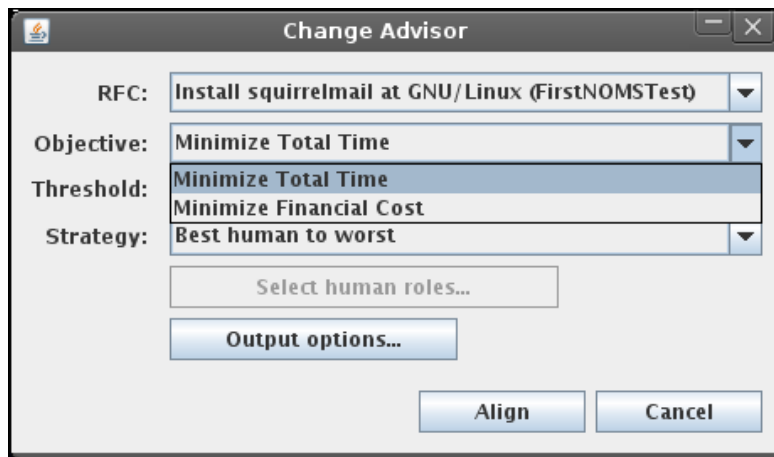 Change Advisor
RFC: Install squirrelmail at GNU/Linux (FirstNOMSTest)
Objective: Minimize Total Time
Threshold: Minimize Total Time
Minimize Financial Cost
Strategy: Best human to worst
Select human roles...
Output options...
Align Cancel